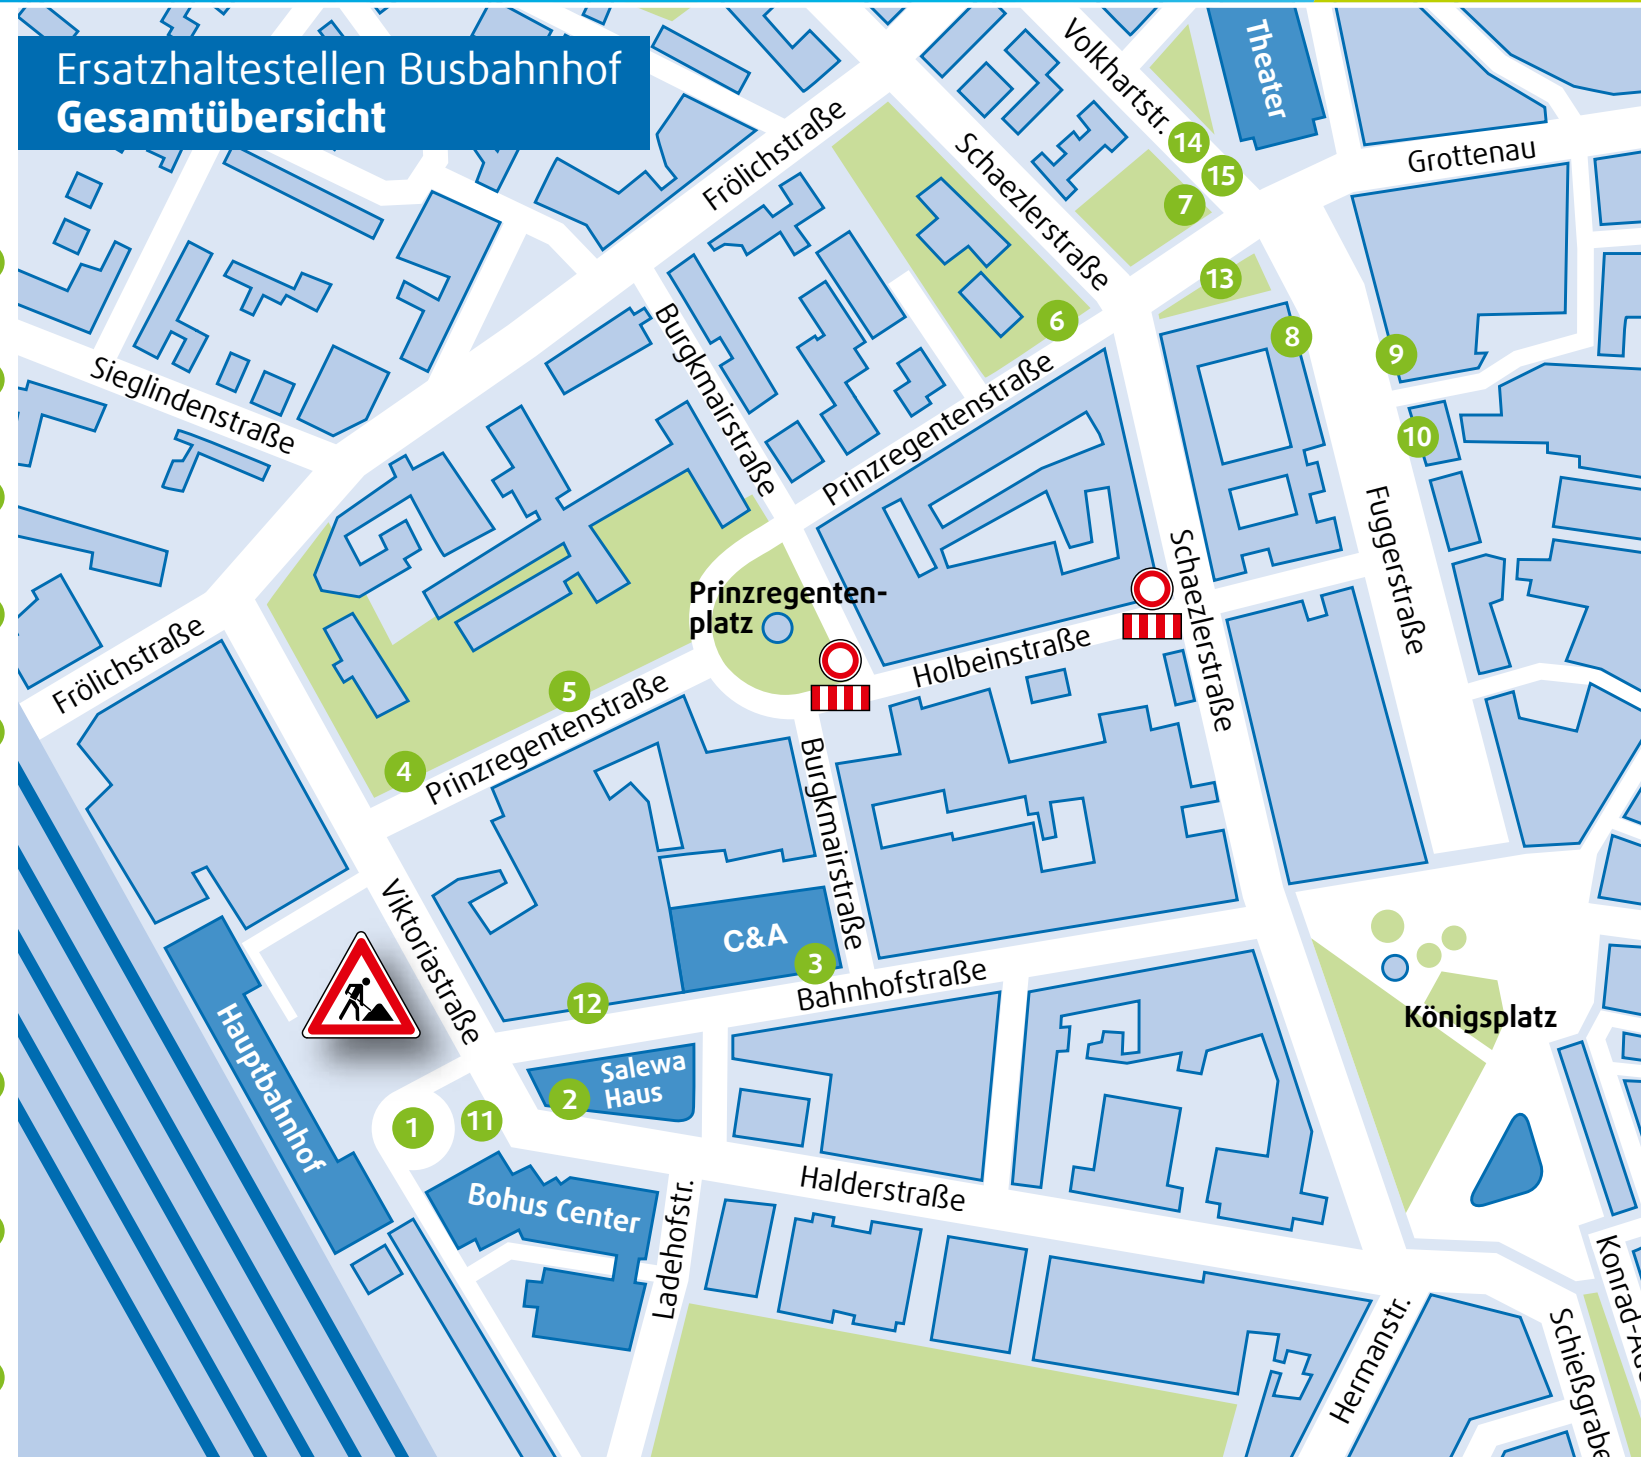 Ersatzhaltestellen Busbahnhof
Gesamtübersicht
Volkhartstr.
Theater
14
15
7
Grottenau
Frölichstraße
Schaezlerstraße
13
6
8
9
10
Burgkmairstraße
Sieglindenstraße
Prinzregentenstraße
Fuggerstraße
Schaezlerstraße
Prinzregenten-
platz
Holbeinstraße
Frölichstraße
5
4
Prinzregentenstraße
Burgkmairstraße
Viktoriastraße
C&A
3
12
Bahnhofstraße
Königsplatz
Hauptbahnhof
Salewa
Haus
2
1
11
Bohus Center
Halderstraße
Ladehofstr.
Hermanstr.
Konrad-Ade
Schießgrabe